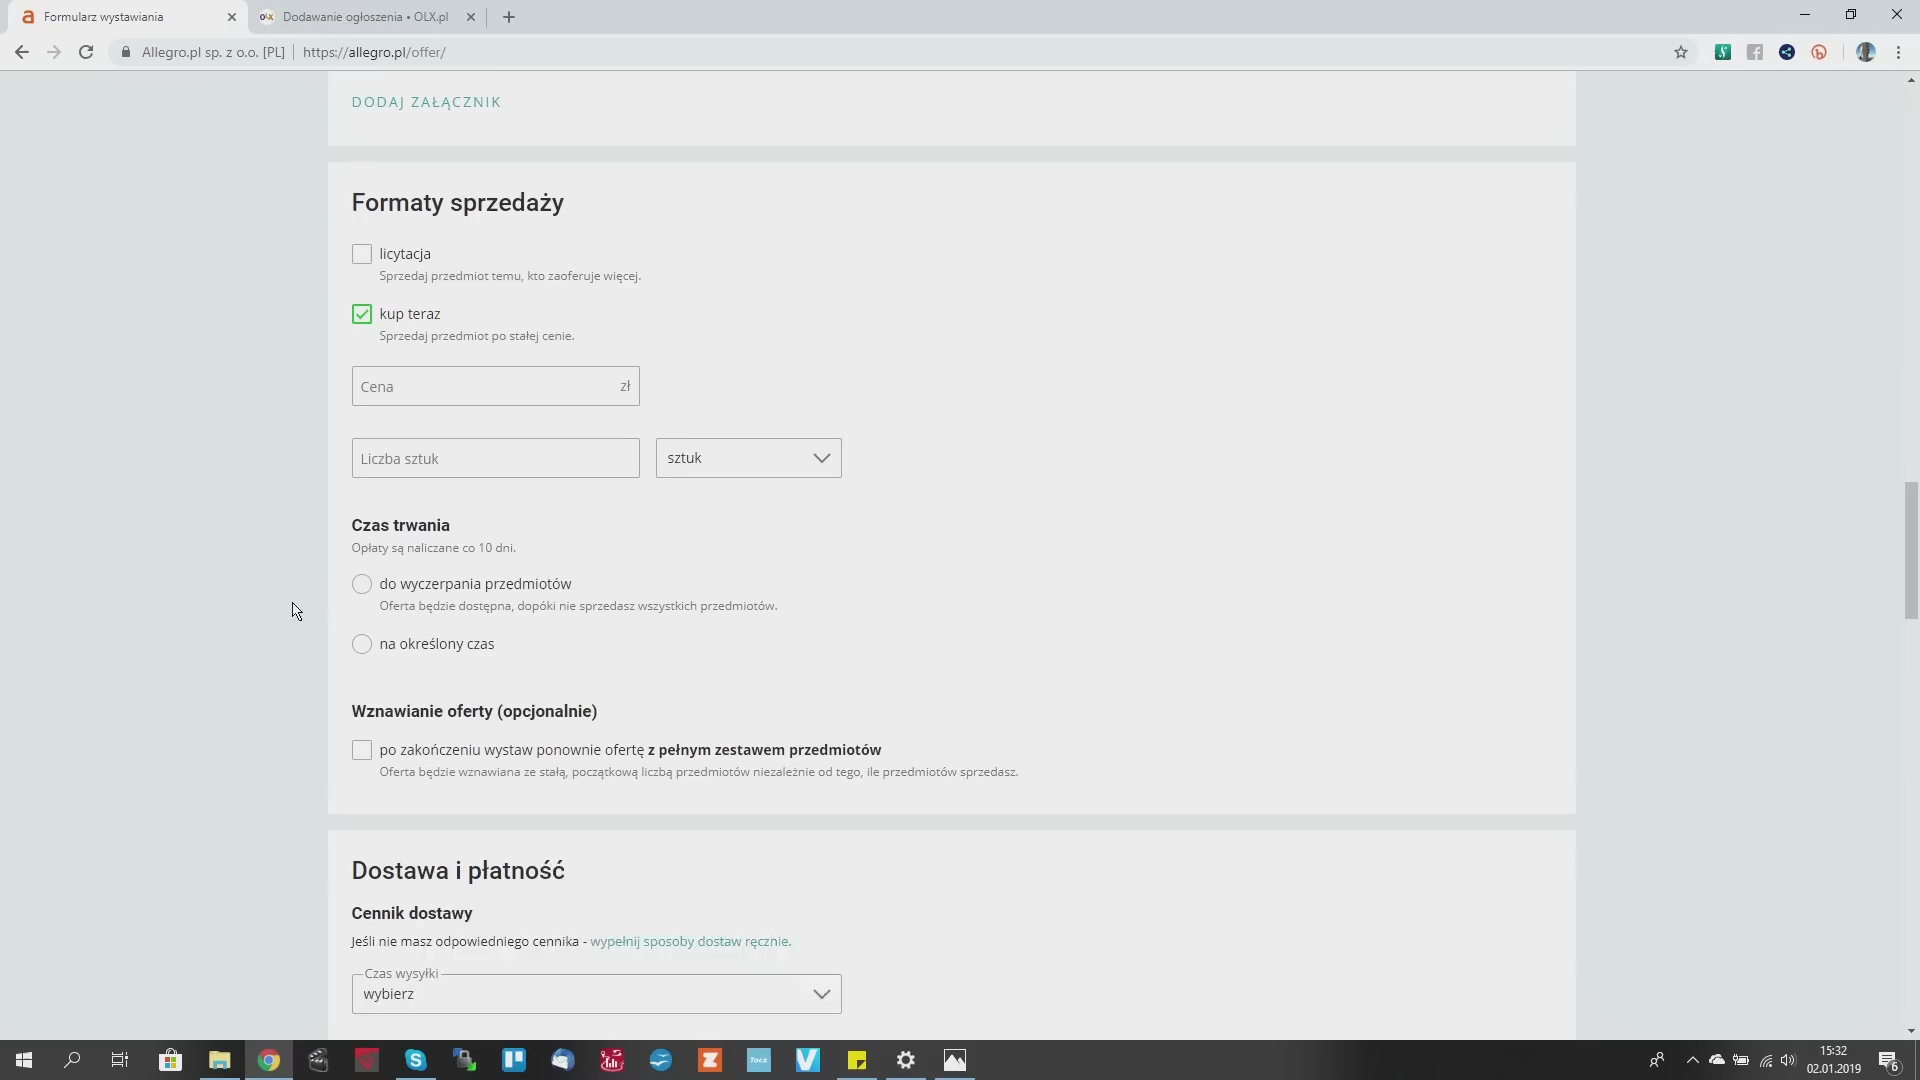 Formularz wystawiania
OLX
Dodawanie ogłoszenia • OLX.pl
Allegro.pl sp. z o.o. [PL]
https://allegro.pl/offer/
DODAJ ZAŁĄCZNIK
Formaty sprzedaży
licytacja
Sprzedaj przedmiot temu, kto zaoferuje więcej.
kup teraz
Sprzedaj przedmiot po stałej cenie.
Cena zł
Liczba sztuk
sztuk
Czas trwania
Opłaty są naliczane co 10 dni.
do wyczerpania przedmiotów
Oferta będzie dostępna, dopóki nie sprzedasz wszystkich przedmiotów.
na określony czas
Wznawianie oferty (opcjonalnie)
po zakończeniu wystaw ponownie ofertę z pełnym zestawem przedmiotów
Oferta będzie wznawiana ze stałą, początkową liczbą przedmiotów niezależnie od tego, ile przedmiotów sprzedasz.
Dostawa i płatność
Cennik dostawy
Jeśli nie masz odpowiedniego cennika - wypełnij sposoby dostaw ręcznie.
Czas wysyłki
wybierz
Tacx
15:32
02.01.2019
6